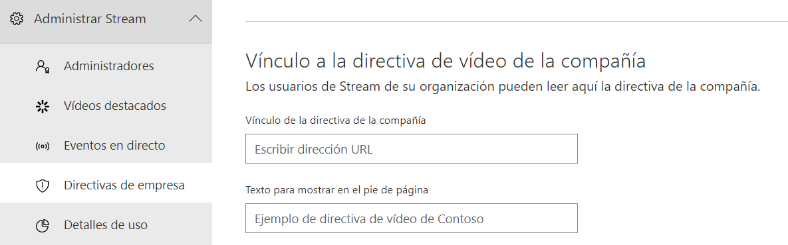 Administrar Stream
Administradores
Vídeos destacados
Eventos en directo
Directivas de empresa
Detalles de uso
Vínculo a la directiva de vídeo de la compañía
Los usuarios de Stream de su organización pueden leer aquí la directiva de la compañía.
Vínculo de la directiva de la compañía
Escribir dirección URL
Texto para mostrar en el pie de página
Ejemplo de directiva de vídeo de Contoso